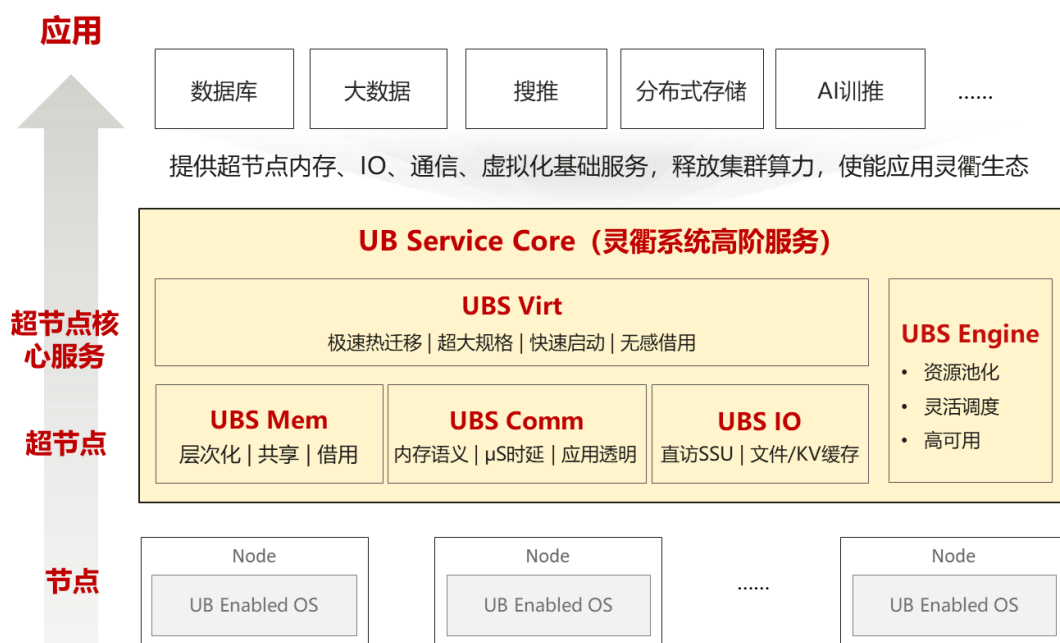 应用
数据库
大数据
搜推
分布式存储
AI训推
......
提供超节点内存、IO、通信、虚拟化基础服务，释放集群算力，使能应用灵衢生态
UB Service Core（灵衢系统高阶服务）
超节点核
心服务
UBS Virt
极速热迁移 | 超大规格 | 快速启动 | 无感借用
UBS Engine
• 资源池化
• 灵活调度
• 高可用
超节点
UBS Mem
层次化 | 共享 | 借用
UBS Comm
内存语义 | μS时延 | 应用透明
UBS IO
直访SSU | 文件/KV缓存
节点
Node
UB Enabled OS
Node
UB Enabled OS
......
Node
UB Enabled OS